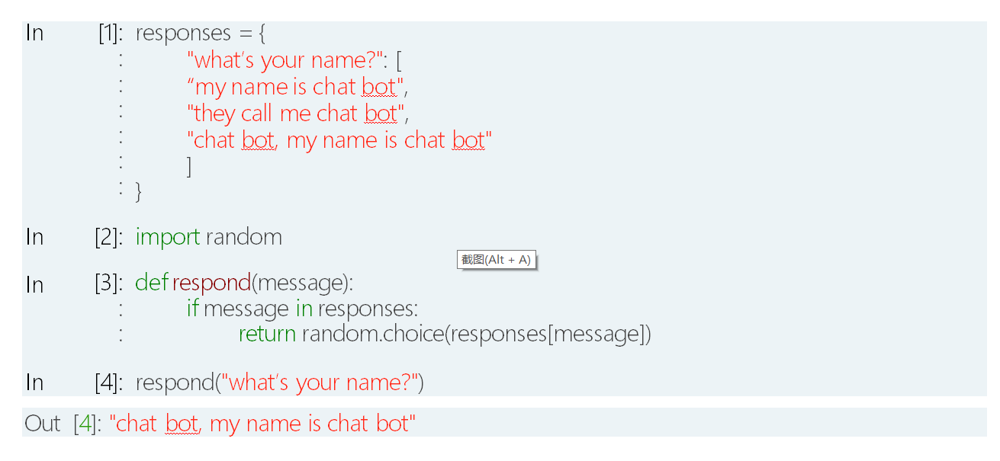 In [1]: responses = {
: "what’s your name?": [
: “my name is chat bot",
: "they call me chat bot",
: "chat bot, my name is chat bot"
: ]
: }
In [2]: import random
截图(Alt + A)
In [3]: def respond(message):
: if message in responses:
: return random.choice(responses[message])
In [4]: respond("what’s your name?")
Out [4]: "chat bot, my name is chat bot"